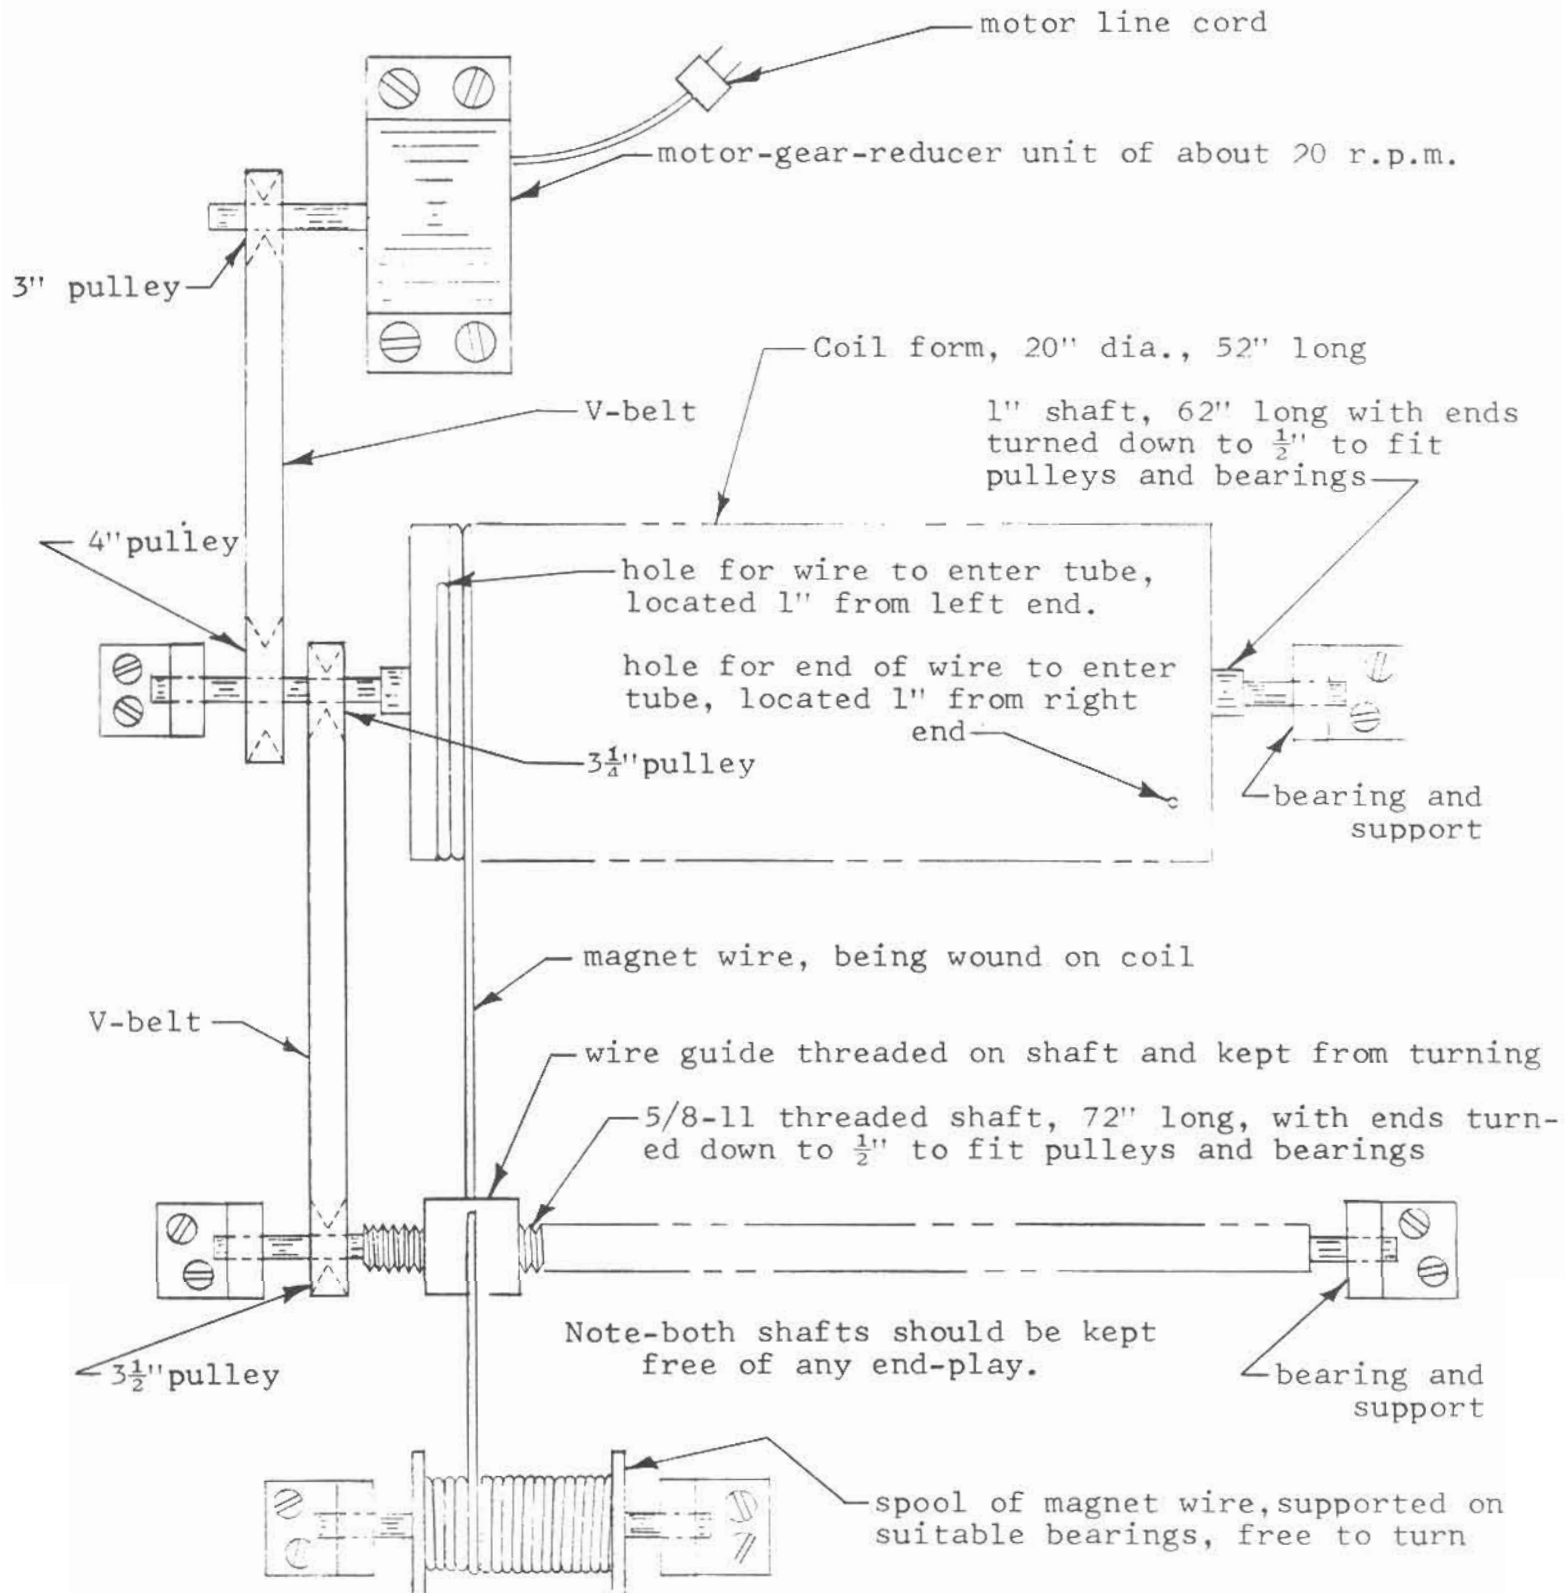 motor line cord
motor-gear-reducer unit of about 20 r.p.m.
3" pulley
Coil form, 20" dia., 52" long
V-belt
1" shaft, 62" long with ends
turned down to ½" to fit
pulleys and bearings
4" pulley
hole for wire to enter tube,
located 1" from left end.
hole for end of wire to enter
tube, located 1" from right
end
3¼" pulley
bearing and
support
magnet wire, being wound on coil
V-belt
wire guide threaded on shaft and kept from turning
5/8-11 threaded shaft, 72" long, with ends turn-
ed down to ½" to fit pulleys and bearings
Note-both shafts should be kept
free of any end-play.
3½" pulley
bearing and
support
spool of magnet wire, supported on
suitable bearings, free to turn